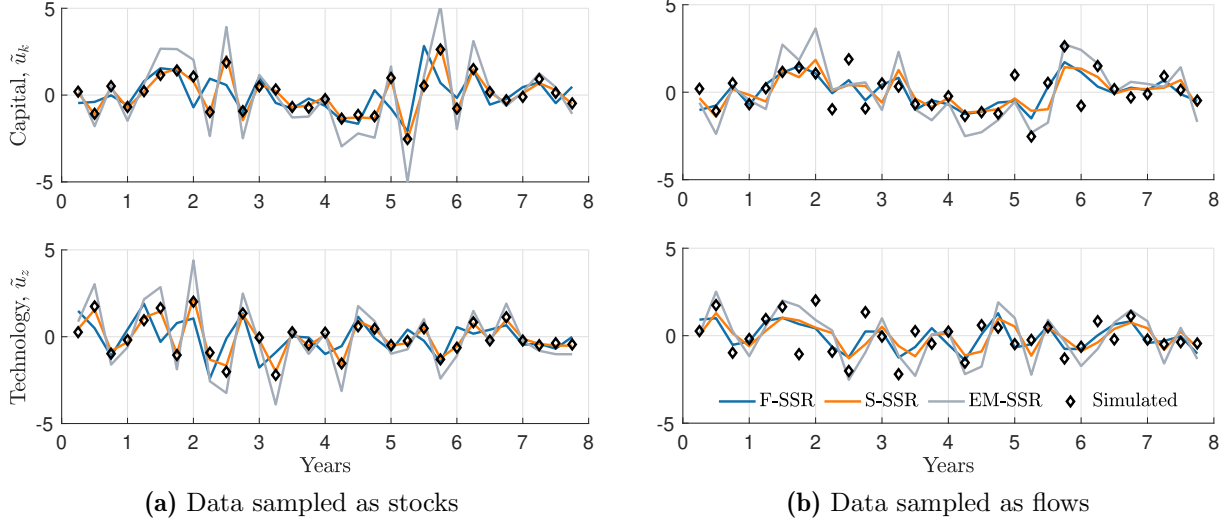 5
0
-5
Capital, ũₖ
0 1 2 3 4 5 6 7 8
5
0
-5
0 1 2 3 4 5 6 7 8
5
0
-5
Technology, ũ_z
0 1 2 3 4 5 6 7 8
Years
5
0
-5
F-SSR S-SSR EM-SSR Simulated
0 1 2 3 4 5 6 7 8
Years
(a) Data sampled as stocks
(b) Data sampled as flows